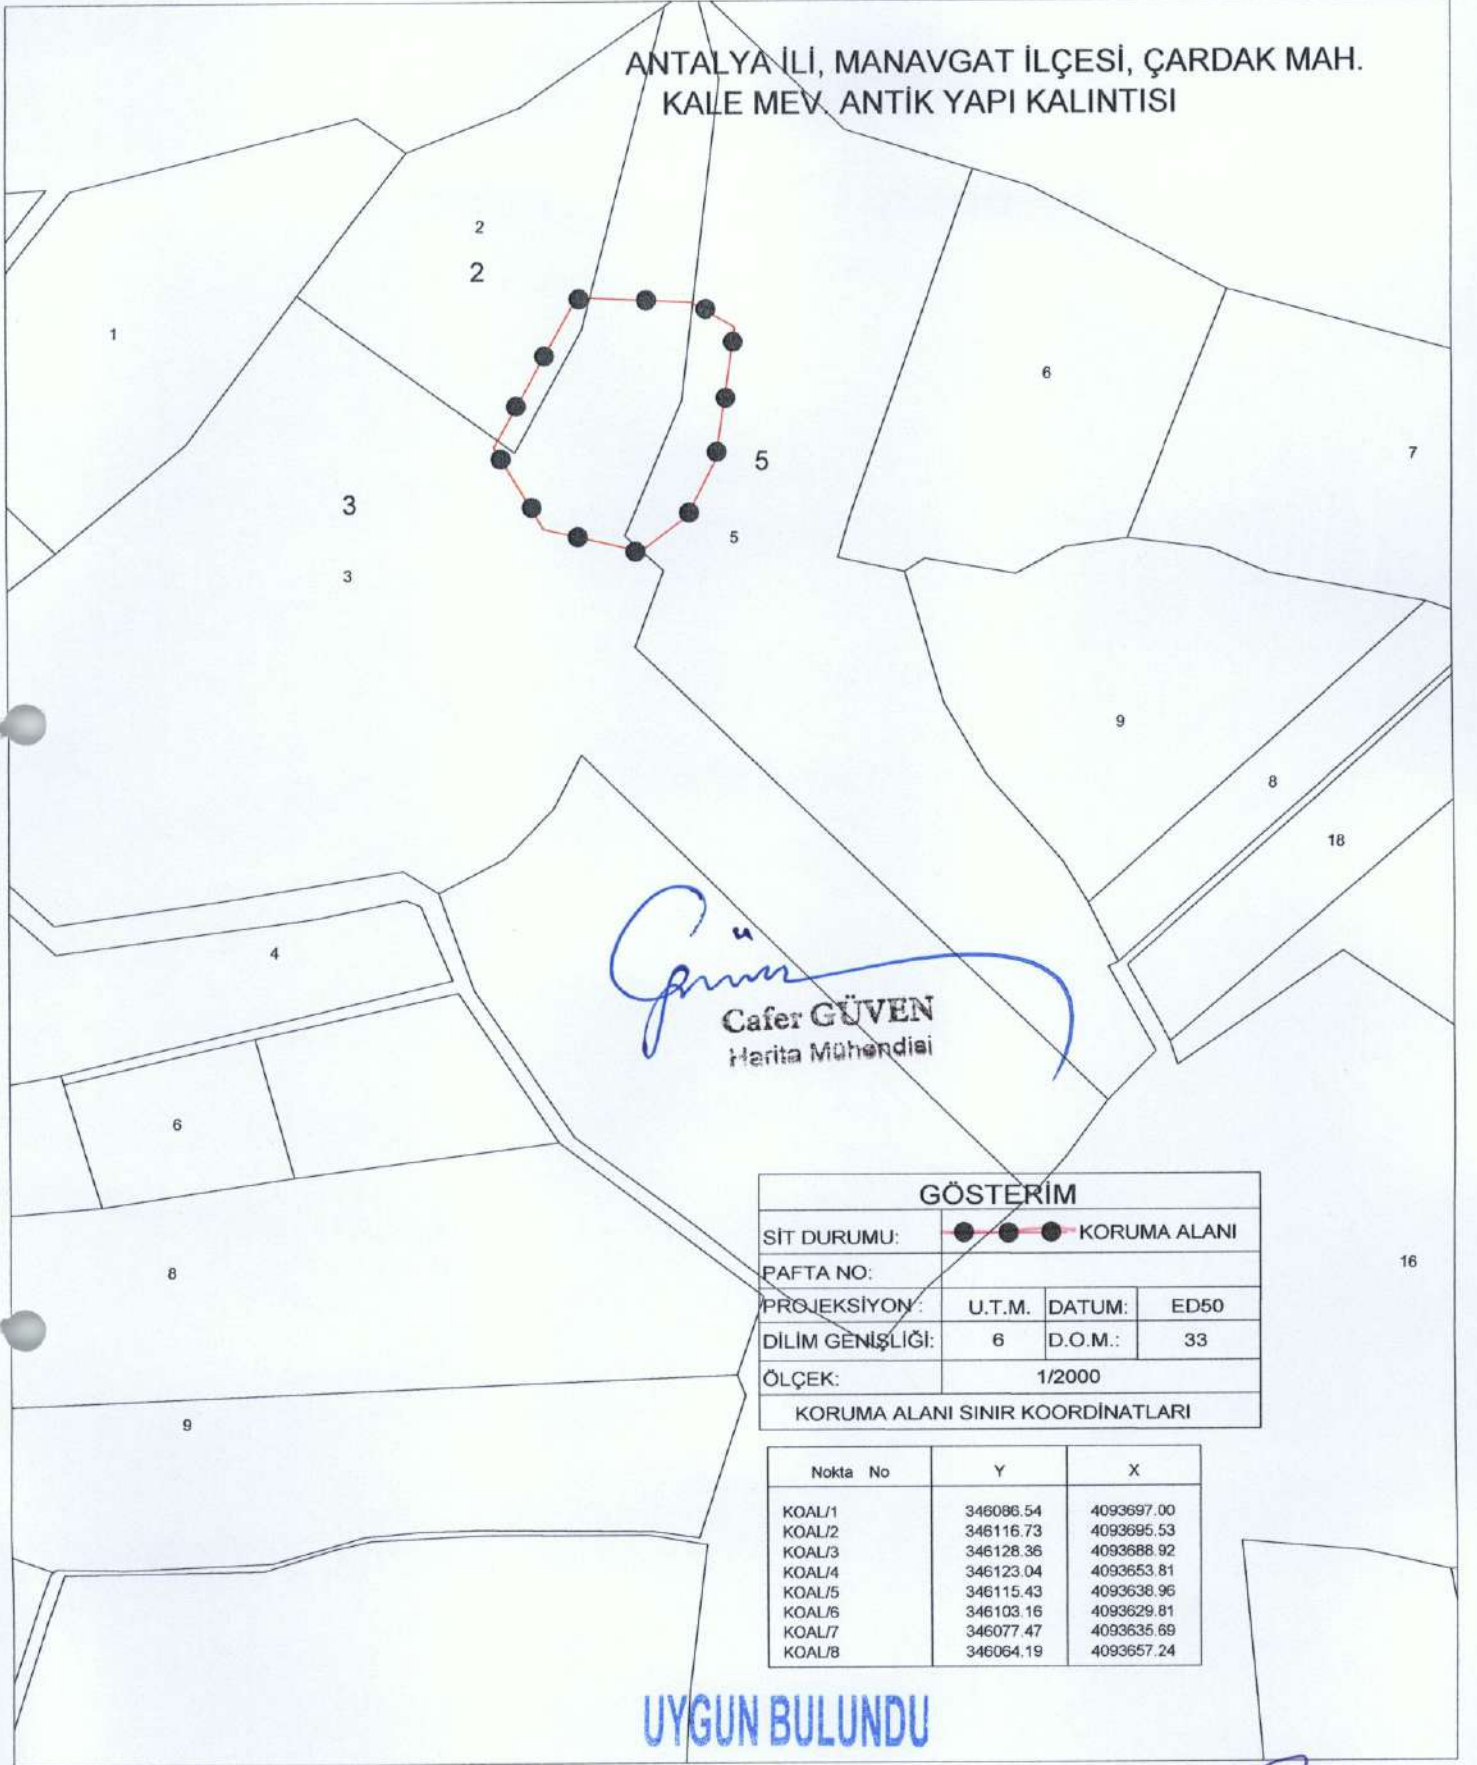 ANTALYA İLİ, MANAVGAT İLÇESİ, ÇARDAK MAH.
KALE MEV. ANTİK YAPI KALINTISI
2
2
1
6
7
5
3
5
3
9
8
18
4
Cafer GÜVEN
Harita Mühendisi
6
8
16
9
GÖSTERİM
SİT DURUMU: KORUMA ALANI
PAFTA NO:
PROJEKSİYON : U.T.M. DATUM: ED50
DİLİM GENİŞLİĞİ: 6 D.O.M.: 33
ÖLÇEK: 1/2000
KORUMA ALANI SINIR KOORDİNATLARI
Nokta No Y X
KOAL/1 346086.54 4093697.00
KOAL/2 346116.73 4093695.53
KOAL/3 346128.36 4093688.92
KOAL/4 346123.04 4093653.81
KOAL/5 346115.43 4093638.96
KOAL/6 346103.16 4093629.81
KOAL/7 346077.47 4093635.69
KOAL/8 346064.19 4093657.24
UYGUN BULUNDU